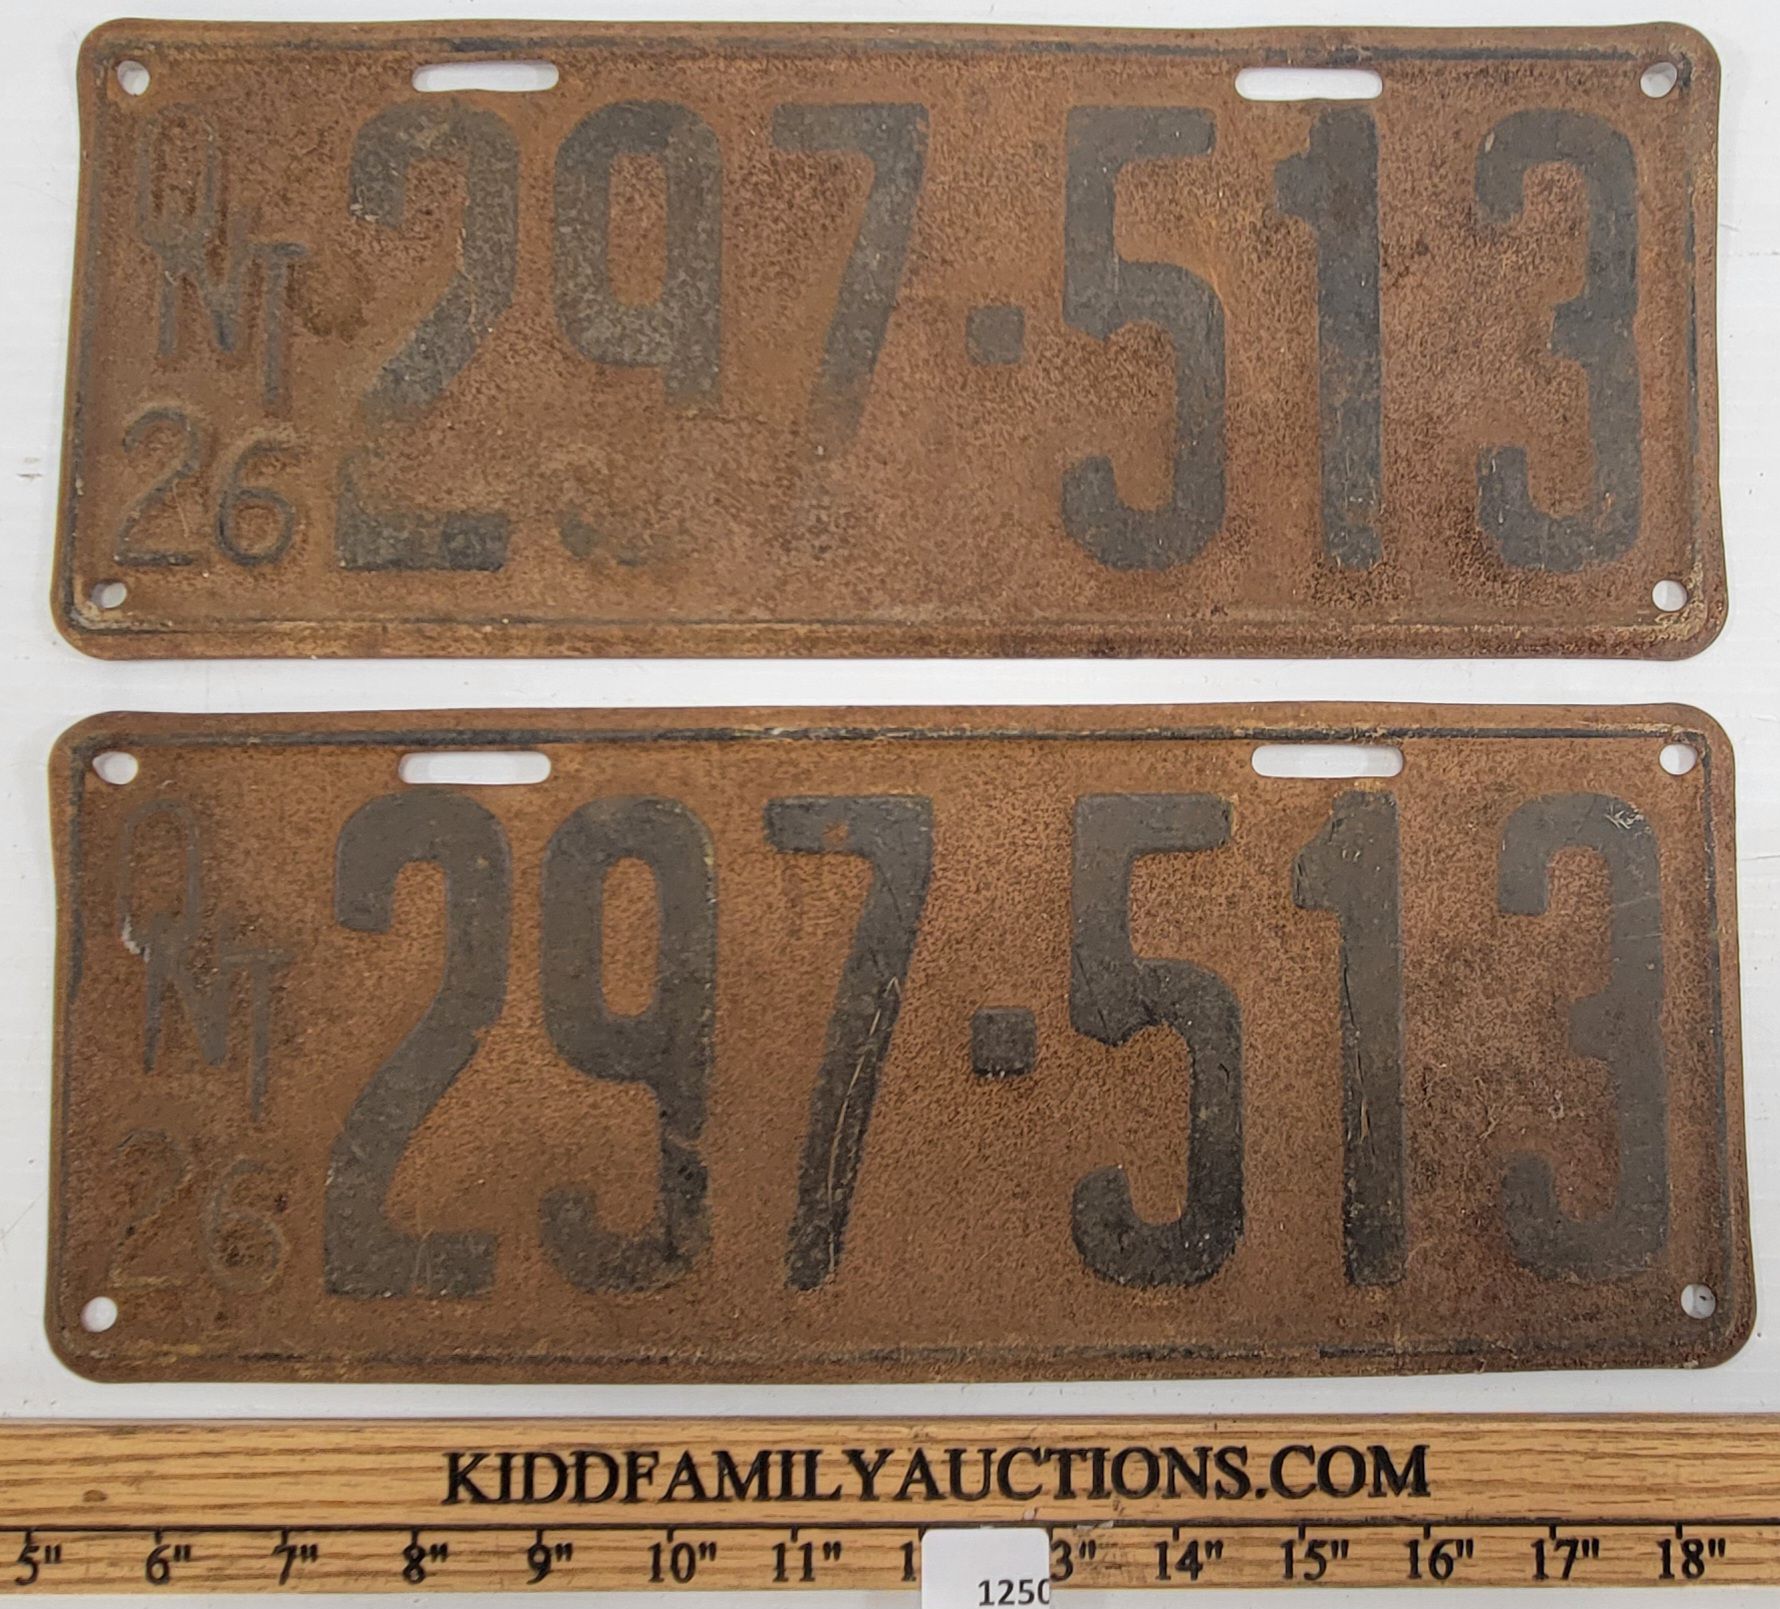 ONT
26
297·513
ONT
26
297·513
KIDDFAMILYAUCTIONS.COM
5" 6" 7" 8" 9" 10" 11" 1 3" 14" 15" 16" 17" 18"
1250